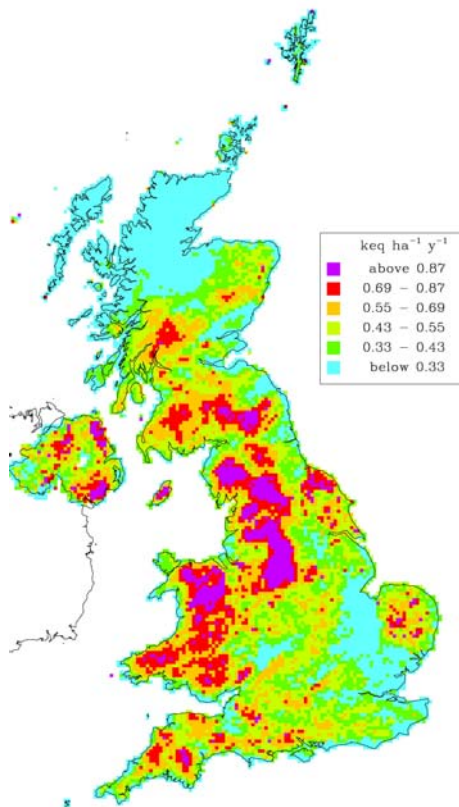 keq ha⁻¹ y⁻¹
above 0.87
0.69 – 0.87
0.55 – 0.69
0.43 – 0.55
0.33 – 0.43
below 0.33